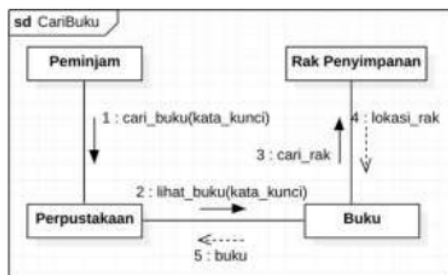 sd CariBuku
Peminjam
Rak Penyimpanan
1 : cari_buku(kata_kunci)
4 : lokasi_rak
3 : cari_rak
2 : lihat_buku(kata_kunci)
Perpustakaan
Buku
5 : buku